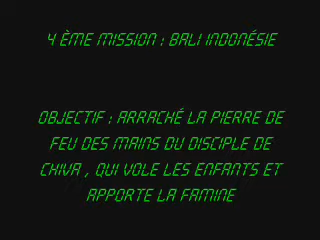 4 ÈME MISSION : BALI INDONÉSIE
OBJECTIF : ARRACHÉ LA PIERRE DE
FEU DES MAINS DU DISCIPLE DE
CHIVA , QUI VOLE LES ENFANTS ET
APPORTE LA FAMINE